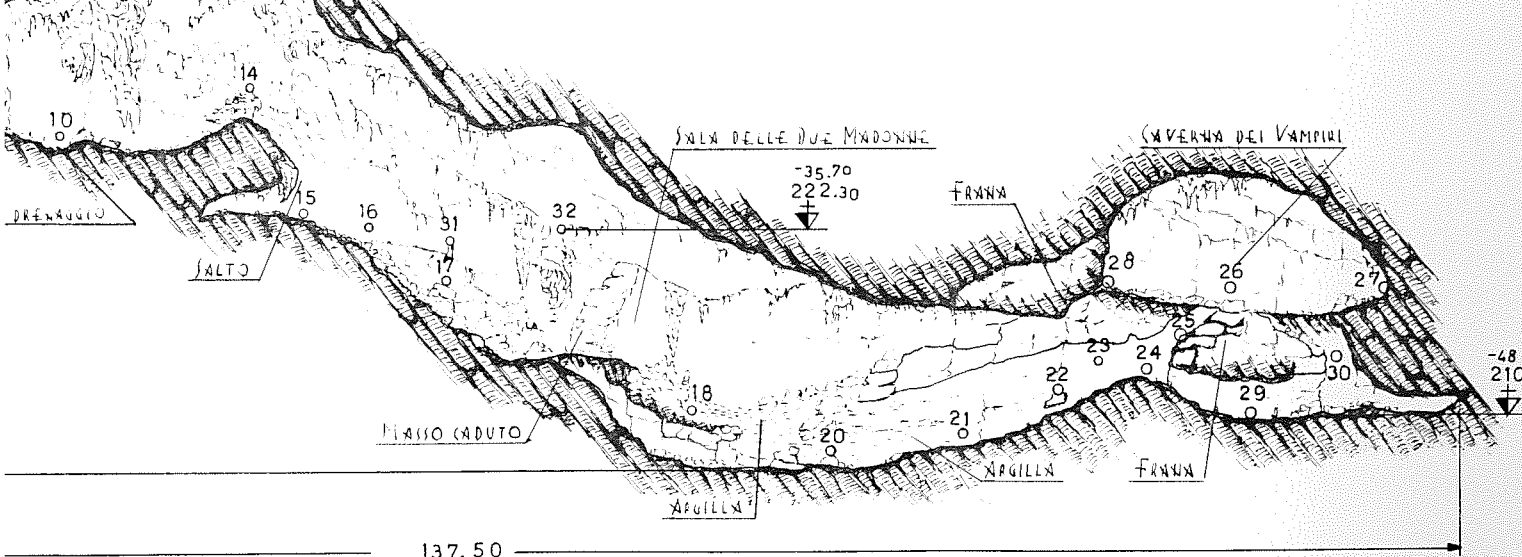 14
10
SALA DELLE DUE MADONNE
CAVERNA DEI VAMPIRI
-35.70
222.30
FRANA
DRENAGGIO
15
16
31
32
SALTO
17
28
26
27
25
23
24
30
-48
210
22
29
18
MASSO CADUTO
21
20
ARGILLA
FRANA
ARGILLA
137.50